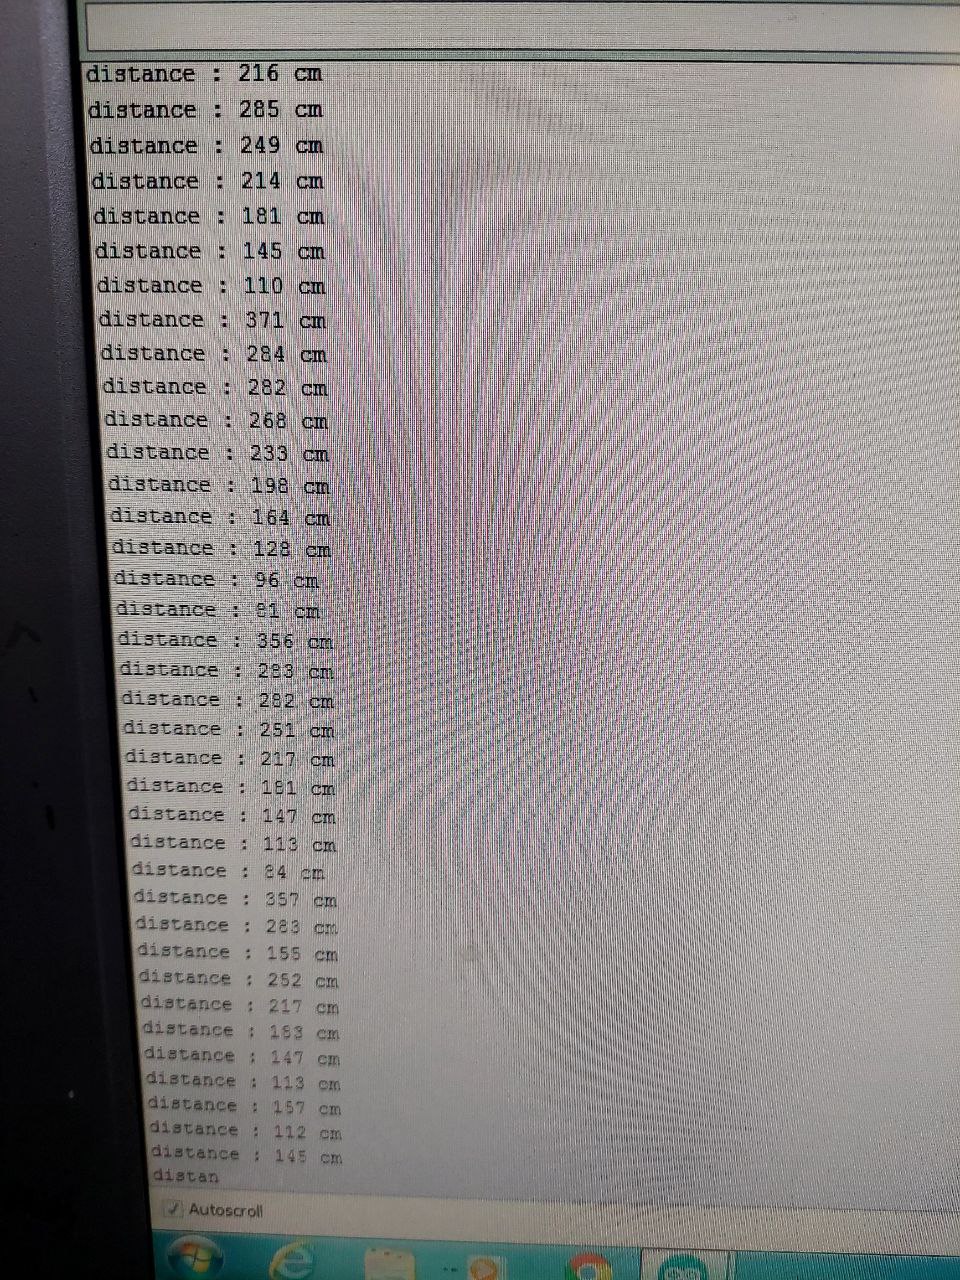 distance : 216 cm
distance : 285 cm
distance : 249 cm
distance : 214 cm
distance : 181 cm
distance : 145 cm
distance : 110 cm
distance : 371 cm
distance : 284 cm
distance : 282 cm
distance : 268 cm
distance : 233 cm
distance : 198 cm
distance : 164 cm
distance : 128 cm
distance : 96 cm
distance : 81 cm
distance : 356 cm
distance : 283 cm
distance : 282 cm
distance : 251 cm
distance : 217 cm
distance : 181 cm
distance : 147 cm
distance : 113 cm
distance : 84 cm
distance : 357 cm
distance : 283 cm
distance : 155 cm
distance : 252 cm
distance : 217 cm
distance : 183 cm
distance : 147 cm
distance : 113 cm
distance : 157 cm
distance : 112 cm
distance : 145 cm
distan
Autoscroll